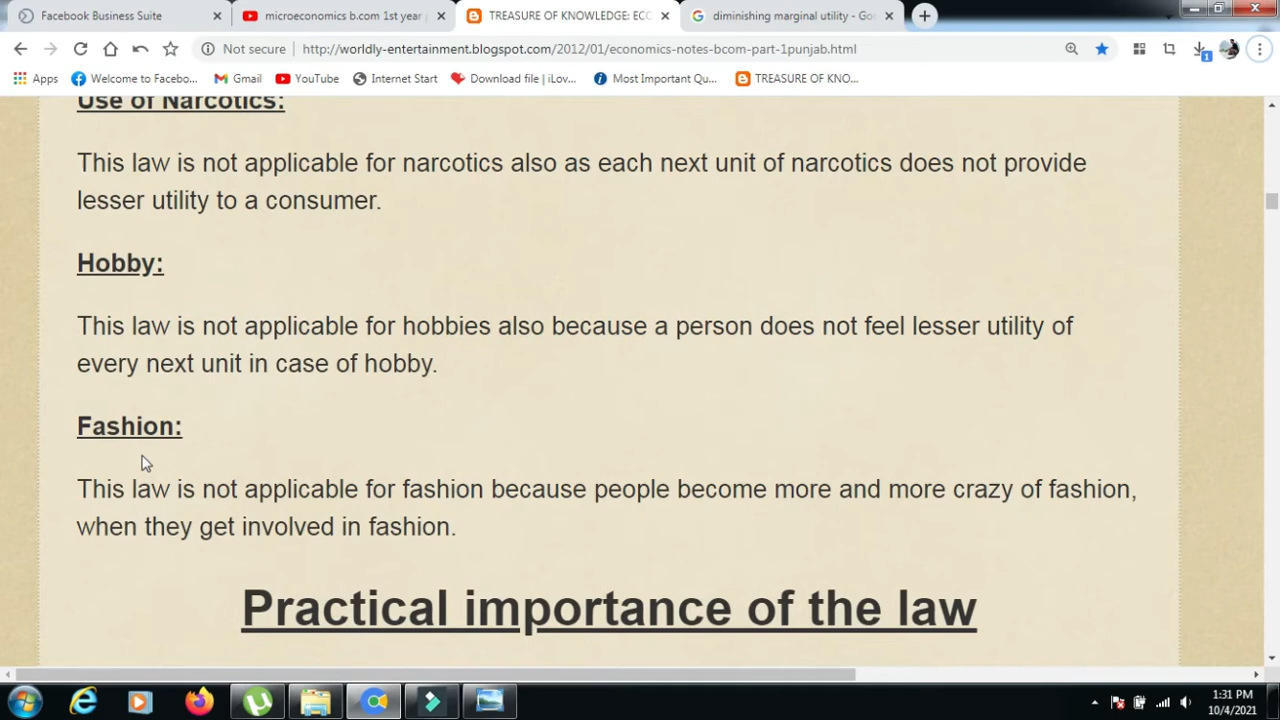 Facebook Business Suite
microeconomics b.com 1st year
TREASURE OF KNOWLEDGE: ECO
diminishing marginal utility - Goo
Not secure | http://worldly-entertainment.blogspot.com/2012/01/economics-notes-bcom-part-1punjab.html
1
Apps
Welcome to Facebo...
Gmail
YouTube
Internet Start
Download file | iLov...
Most Important Qu...
TREASURE OF KNO...
Use of Narcotics:
This law is not applicable for narcotics also as each next unit of narcotics does not provide
lesser utility to a consumer.
Hobby:
This law is not applicable for hobbies also because a person does not feel lesser utility of
every next unit in case of hobby.
Fashion:
This law is not applicable for fashion because people become more and more crazy of fashion,
when they get involved in fashion.
Practical importance of the law
1:31 PM
10/4/2021